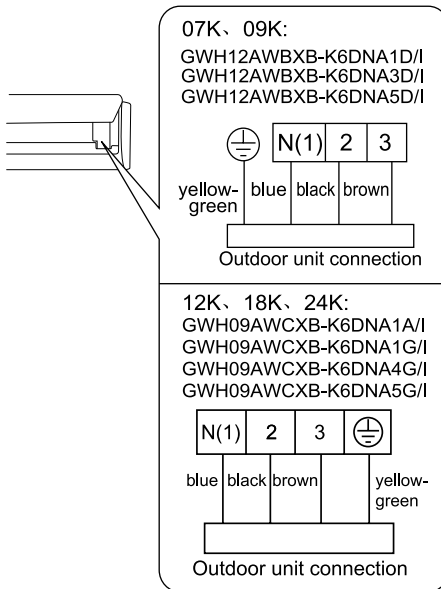 07K、09K:
GWH12AWBXB-K6DNA1D/I
GWH12AWBXB-K6DNA3D/I
GWH12AWBXB-K6DNA5D/I
N(1) 2 3
yellow-green blue black brown
Outdoor unit connection
12K、18K、24K:
GWH09AWCXB-K6DNA1A/I
GWH09AWCXB-K6DNA1G/I
GWH09AWCXB-K6DNA4G/I
GWH09AWCXB-K6DNA5G/I
N(1) 2 3
blue black brown yellow-green
Outdoor unit connection